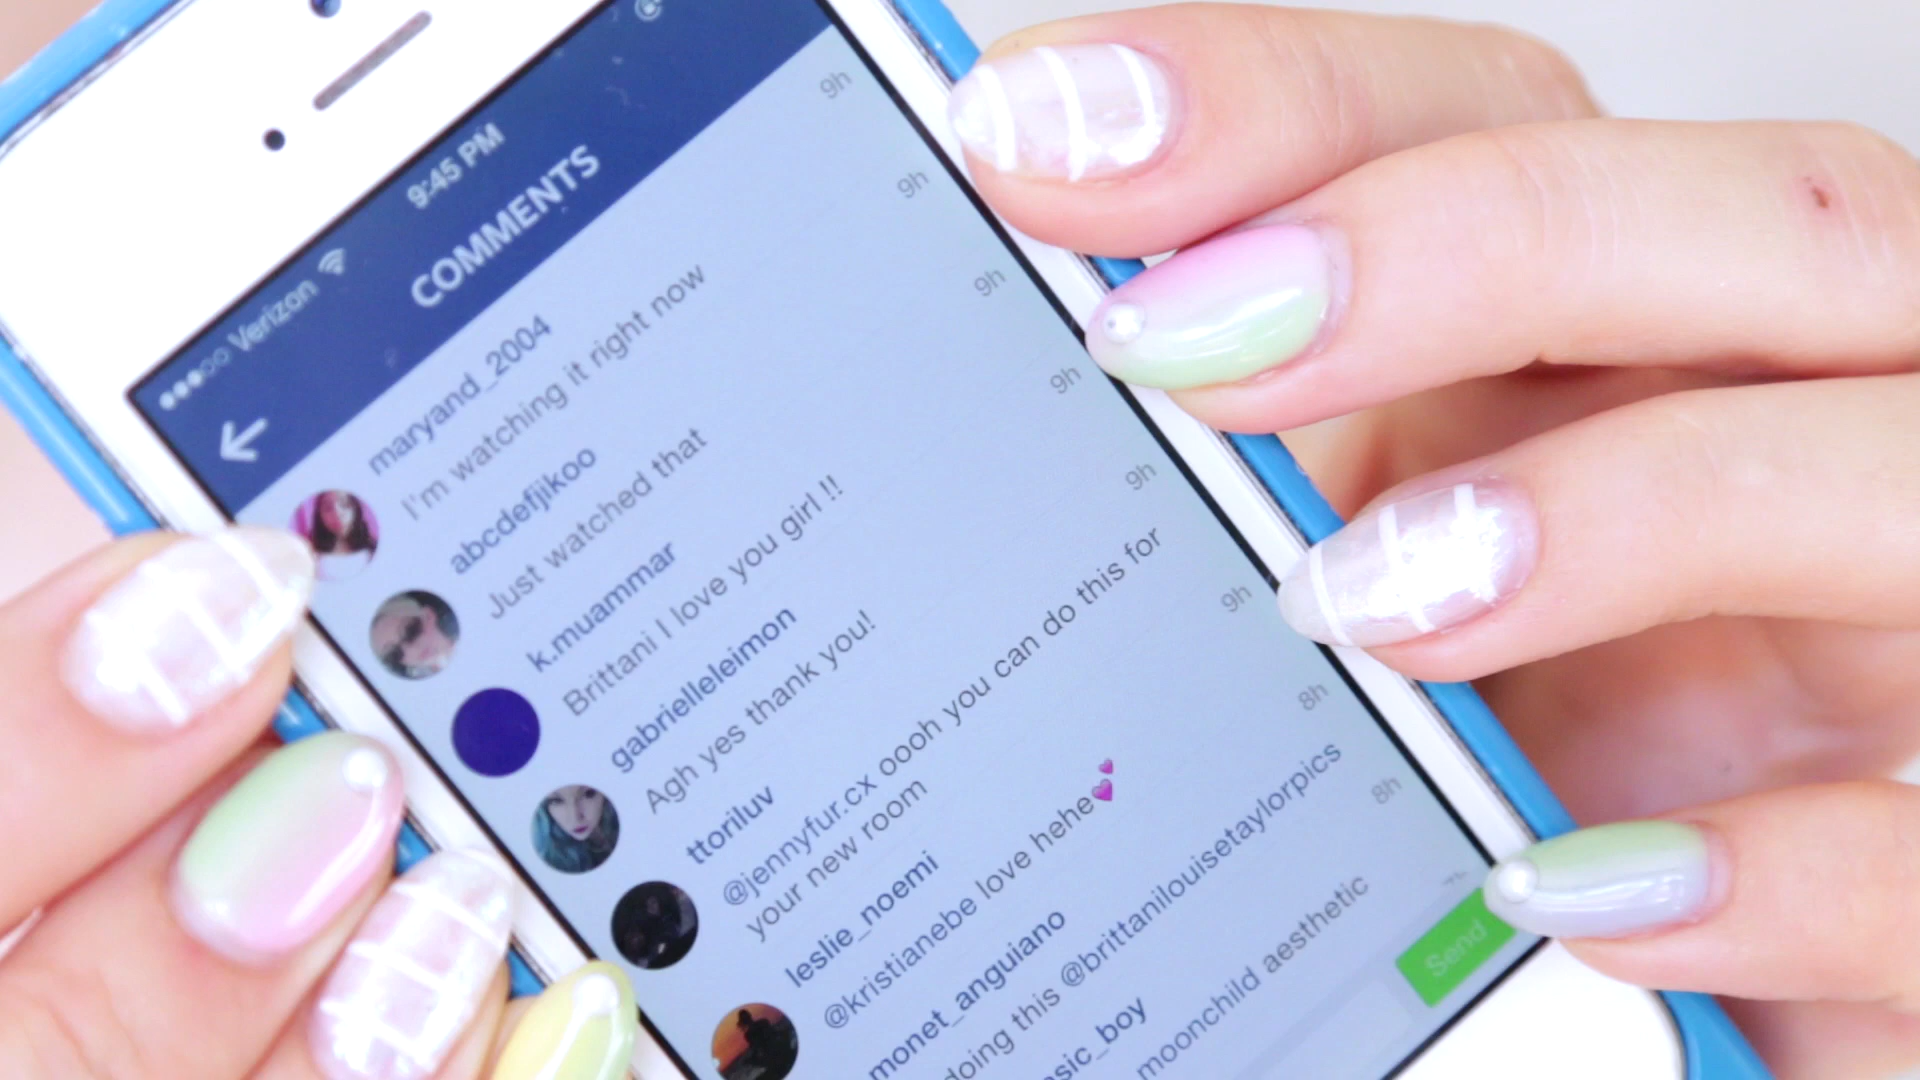 Verizon 9:45 PM
COMMENTS
maryand_2004 9h
I'm watching it right now
abcdefjikoo 9h
Just watched that
k.muammar 9h
Brittani I love you girl !!
gabrielleleimon 9h
Agh yes thank you!
ttoriluv 9h
@jennyfur.cx oooh you can do this for
your new room
leslie_noemi 9h
@kristianebe love hehe💕
monet_anguiano 8h
doing this @brittanilouisetaylorpics
sic_boy 8h
moonchild aesthetic
Send